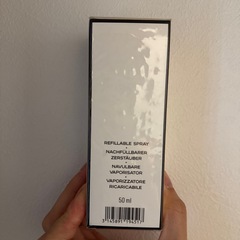 REFILLABLE SPRAY
NACHFÜLLBARER
ZERSTÄUBER
NAVULBARE
VAPORISATOR
VAPORIZZATORE
RICARICABILE
50 ml